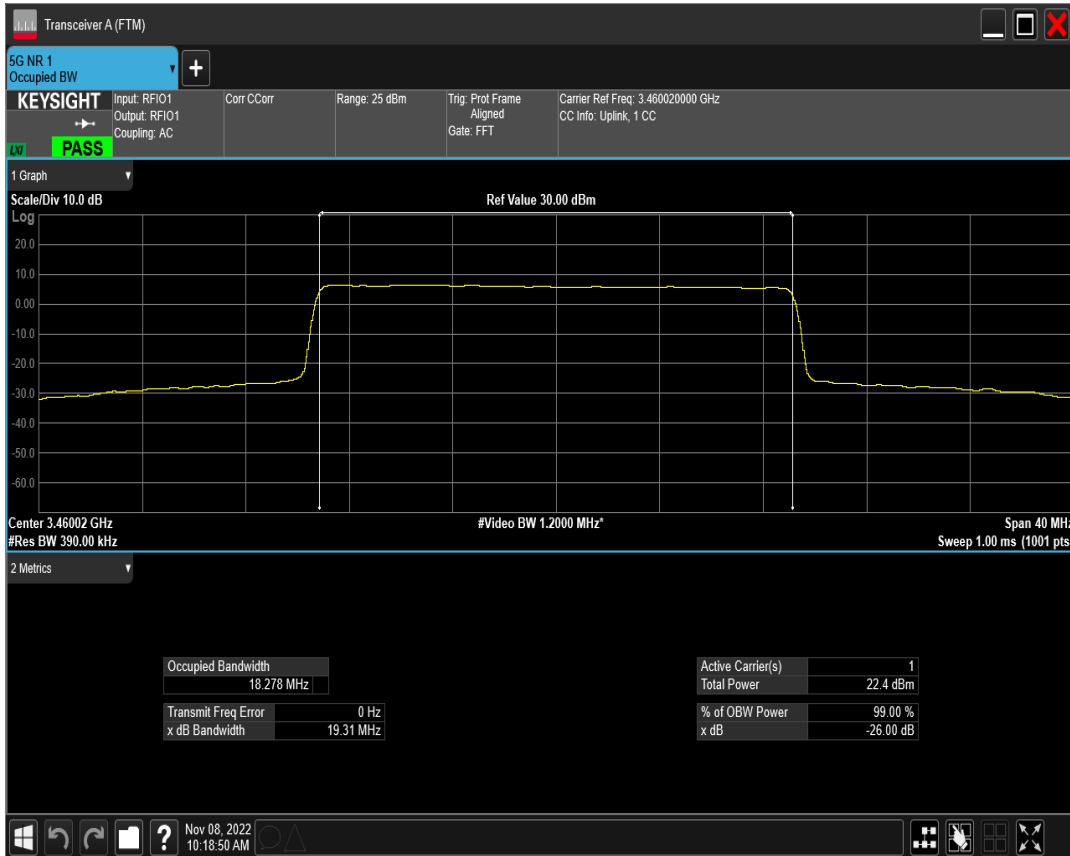 Transceiver A (FTM)
5G NR 1
Occupied BW
+
KEYSIGHT
LXI
PASS
Input: RFIO1
Output: RFIO1
Coupling: AC
Corr CCorr
Range: 25 dBm
Trig: Prot Frame
Aligned
Gate: FFT
Carrier Ref Freq: 3.460020000 GHz
CC Info: Uplink, 1 CC
1 Graph
Scale/Div 10.0 dB
Ref Value 30.00 dBm
Log
20.0
10.0
0.00
-10.0
-20.0
-30.0
-40.0
-50.0
-60.0
Center 3.46002 GHz
#Video BW 1.2000 MHz*
Span 40 MHz
#Res BW 390.00 kHz
Sweep 1.00 ms (1001 pts
2 Metrics
Occupied Bandwidth
18.278 MHz
Transmit Freq Error 0 Hz
x dB Bandwidth 19.31 MHz
Active Carrier(s) 1
Total Power 22.4 dBm
% of OBW Power 99.00 %
x dB -26.00 dB
?
Nov 08, 2022
10:18:50 AM